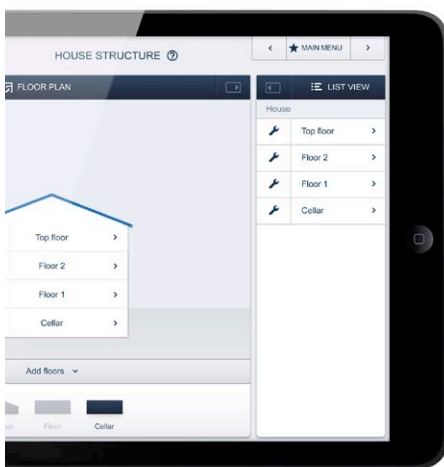 HOUSE STRUCTURE ?
< MAIN MENU >
FLOOR PLAN
LIST VIEW
House
Top floor >
Floor 2 >
Floor 1 >
Cellar >
Top floor >
Floor 2 >
Floor 1 >
Cellar >
Add floors
Floor
Cellar